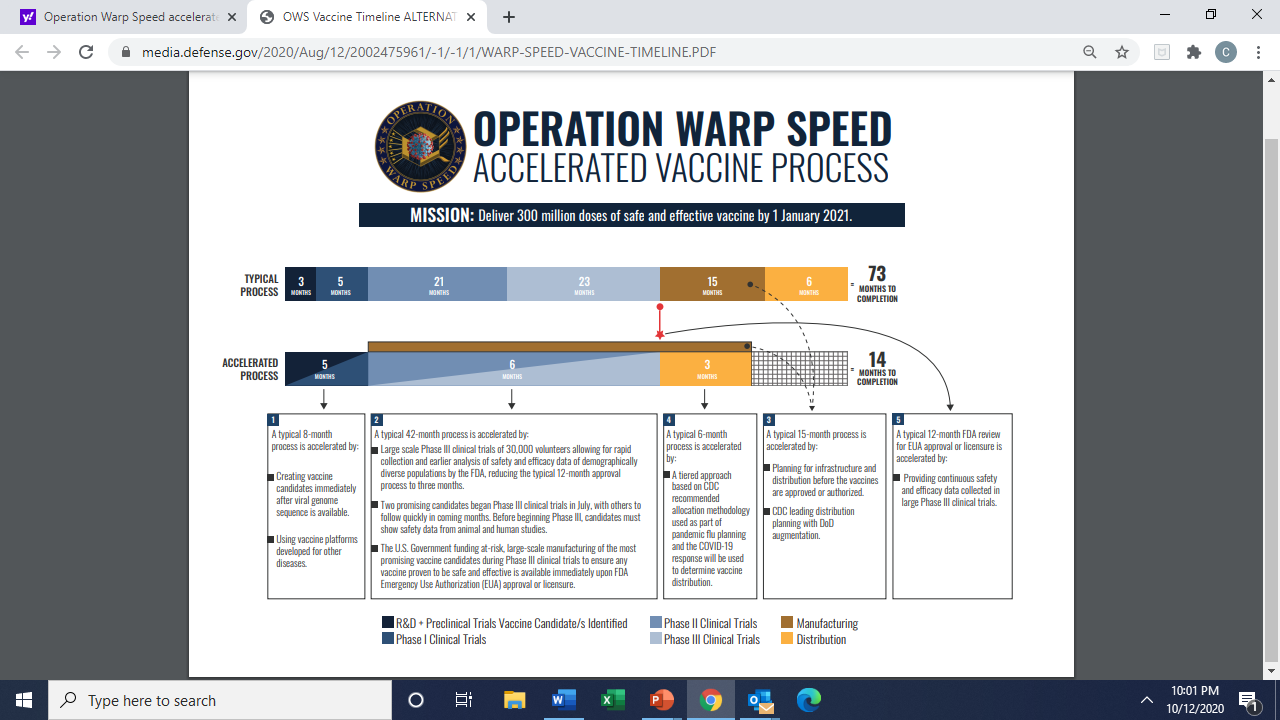 Operation Warp Speed accelerate
OWS Vaccine Timeline ALTERNAT
media.defense.gov/2020/Aug/12/2002475961/-1/-1/1/WARP-SPEED-VACCINE-TIMELINE.PDF
C
OPERATION
WARP SPEED
OPERATION WARP SPEED
ACCELERATED VACCINE PROCESS
MISSION: Deliver 300 million doses of safe and effective vaccine by 1 January 2021.
TYPICAL
PROCESS
3
MONTHS
5
MONTHS
21
MONTHS
23
MONTHS
15
MONTHS
6
MONTHS
=
73
MONTHS TO
COMPLETION
ACCELERATED
PROCESS
5
MONTHS
6
MONTHS
3
MONTHS
=
14
MONTHS TO
COMPLETION
1
A typical 8-month
process is accelerated by:
Creating vaccine
candidates immediately
after viral genome
sequence is available.
Using vaccine platforms
developed for other
diseases.
2
A typical 42-month process is accelerated by:
Large scale Phase III clinical trials of 30,000 volunteers allowing for rapid
collection and earlier analysis of safety and efficacy data of demographically
diverse populations by the FDA, reducing the typical 12-month approval
process to three months.
Two promising candidates began Phase III clinical trials in July, with others to
follow quickly in coming months. Before beginning Phase III, candidates must
show safety data from animal and human studies.
The U.S. Government funding at-risk, large-scale manufacturing of the most
promising vaccine candidates during Phase III clinical trials to ensure any
vaccine proven to be safe and effective is available immediately upon FDA
Emergency Use Authorization (EUA) approval or licensure.
4
A typical 6-month
process is accelerated
by:
A tiered approach
based on CDC
recommended
allocation methodology
used as part of
pandemic flu planning
and the COVID-19
response will be used
to determine vaccine
distribution.
3
A typical 15-month process is
accelerated by:
Planning for infrastructure and
distribution before the vaccines
are approved or authorized.
CDC leading distribution
planning with DoD
augmentation.
5
A typical 12-month FDA review
for EUA approval or licensure is
accelerated by:
Providing continuous safety
and efficacy data collected in
large Phase III clinical trials.
R&D + Preclinical Trials Vaccine Candidate/s Identified
Phase I Clinical Trials
Phase II Clinical Trials
Phase III Clinical Trials
Manufacturing
Distribution
Type here to search
10:01 PM
10/12/2020
1